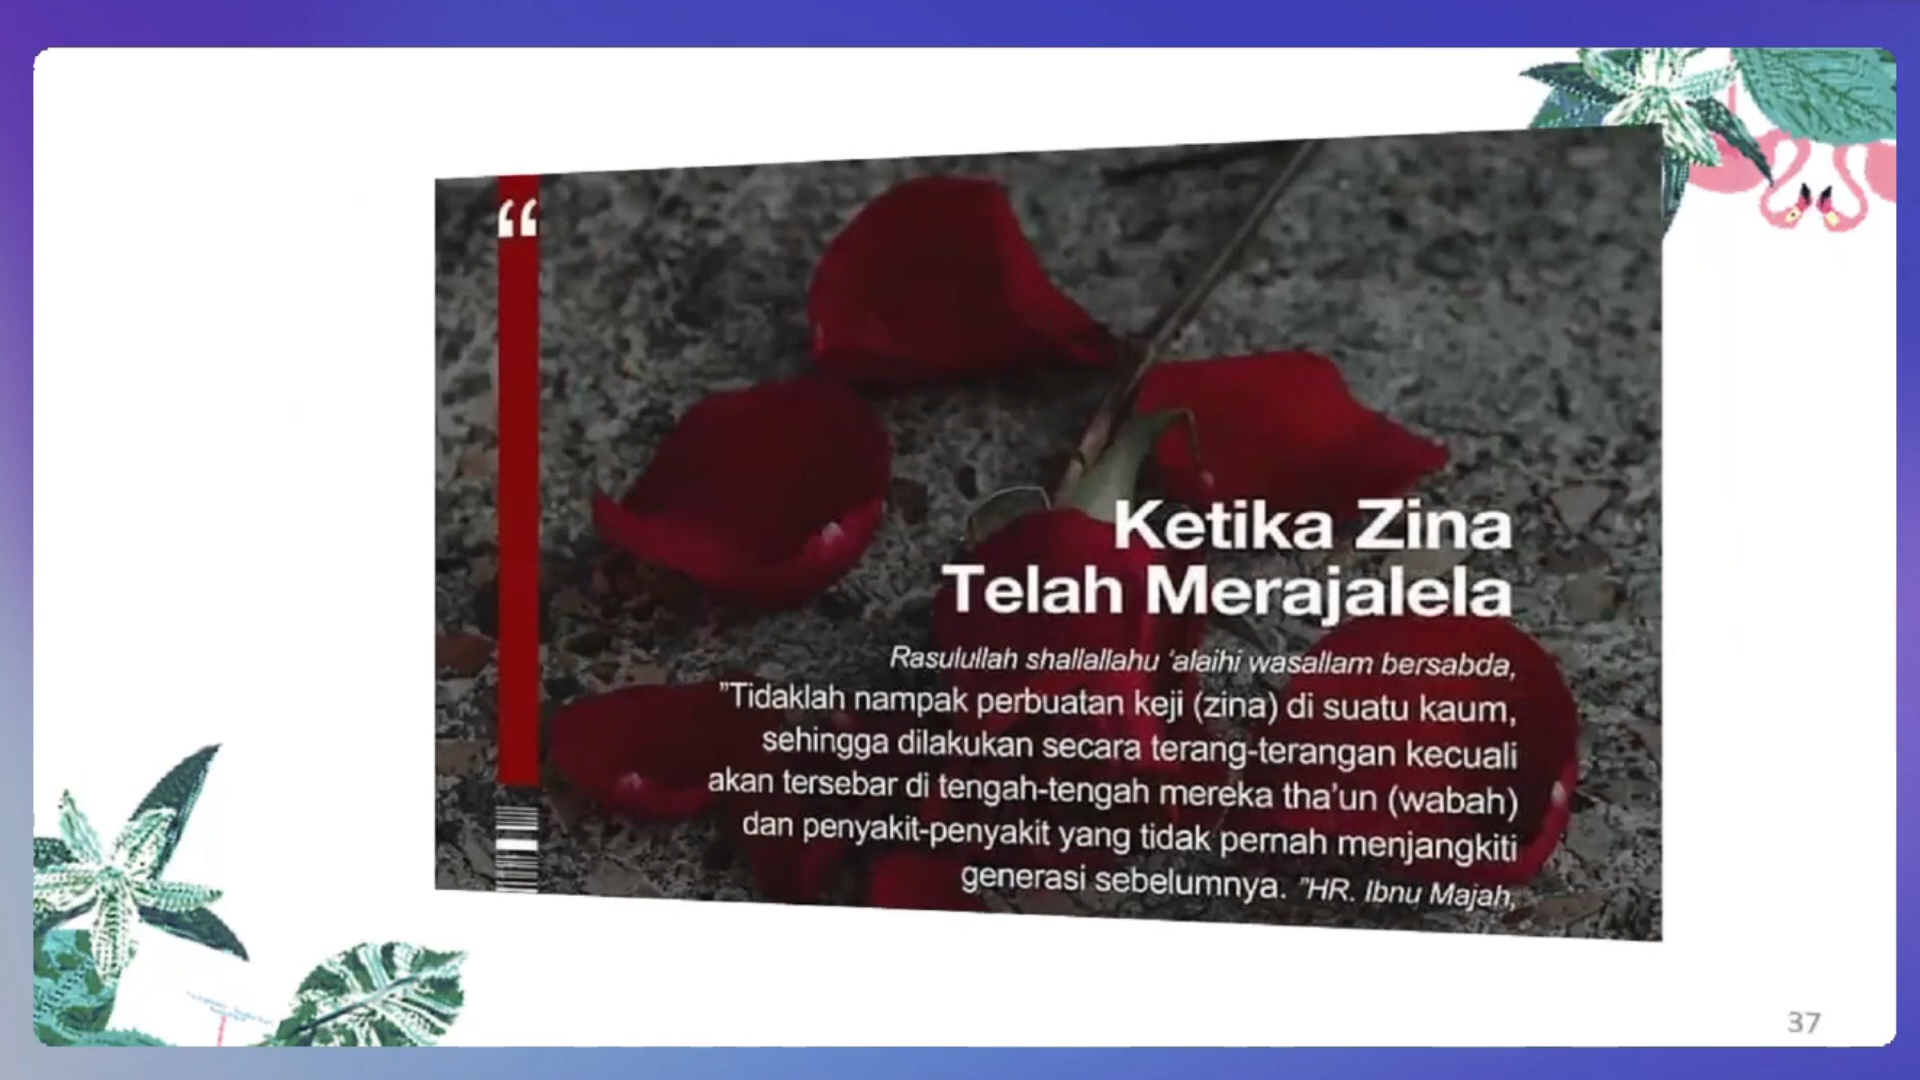 “
Ketika Zina
Telah Merajalela
Rasulullah shallallahu ‘alaihi wasallam bersabda,
”Tidaklah nampak perbuatan keji (zina) di suatu kaum,
sehingga dilakukan secara terang-terangan kecuali
akan tersebar di tengah-tengah mereka tha’un (wabah)
dan penyakit-penyakit yang tidak pernah menjangkiti
generasi sebelumnya. ”HR. Ibnu Majah,
37